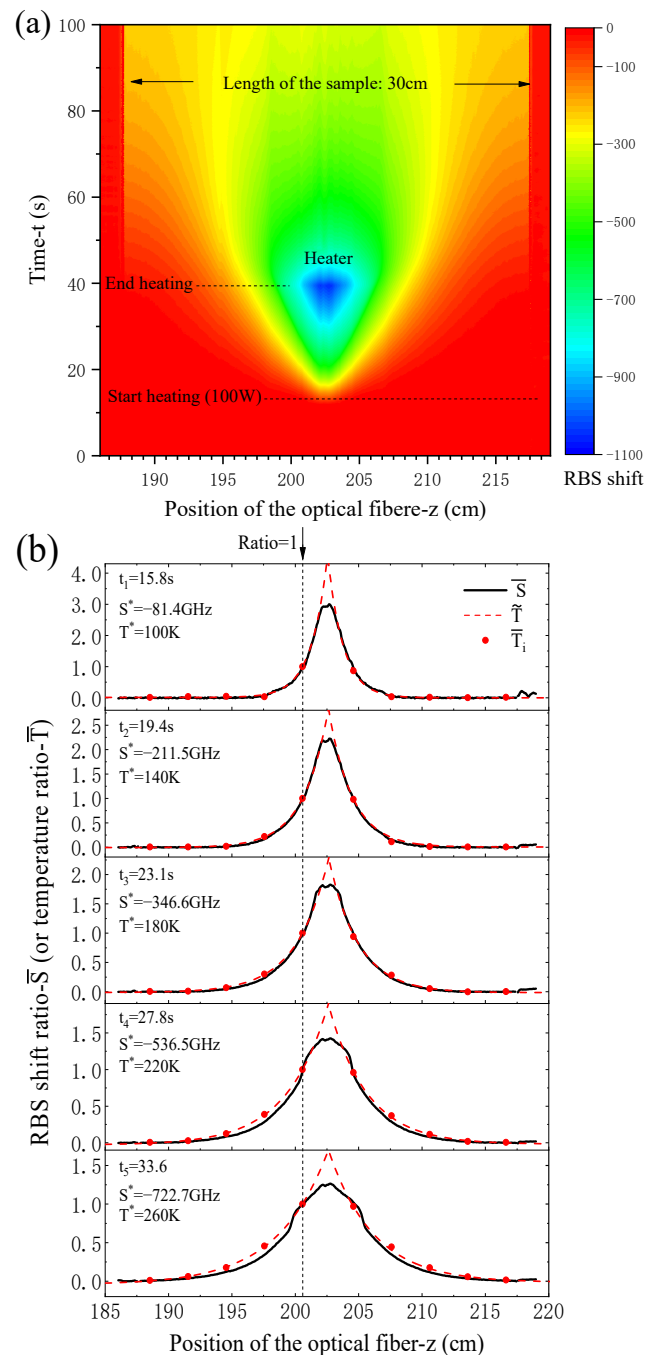 (a)
100
80
60
40
20
0
Time-t (s)
Length of the sample: 30cm
Heater
End heating
Start heating (100W)
190
195
200
205
210
215
Position of the optical fibere-z (cm)
0
−100
−300
−500
−700
−900
−1100
RBS shift
(b)
Ratio=1
RBS shift ratio-S̅ (or temperature ratio-T̿)
t₁=15.8s
S*=−81.4GHz
T*=100K
S̅
T̃
T̅ᵢ
4.0
3.0
2.0
1.0
0.0
t₂=19.4s
S*=−211.5GHz
T*=140K
2.5
2.0
1.5
1.0
0.5
0.0
t₃=23.1s
S*=−346.6GHz
T*=180K
2.0
1.5
1.0
0.5
0.0
t₄=27.8s
S*=−536.5GHz
T*=220K
1.5
1.0
0.5
0.0
t₅=33.6
S*=−722.7GHz
T*=260K
1.5
1.0
0.5
0.0
185
190
195
200
205
210
215
220
Position of the optical fiber-z (cm)